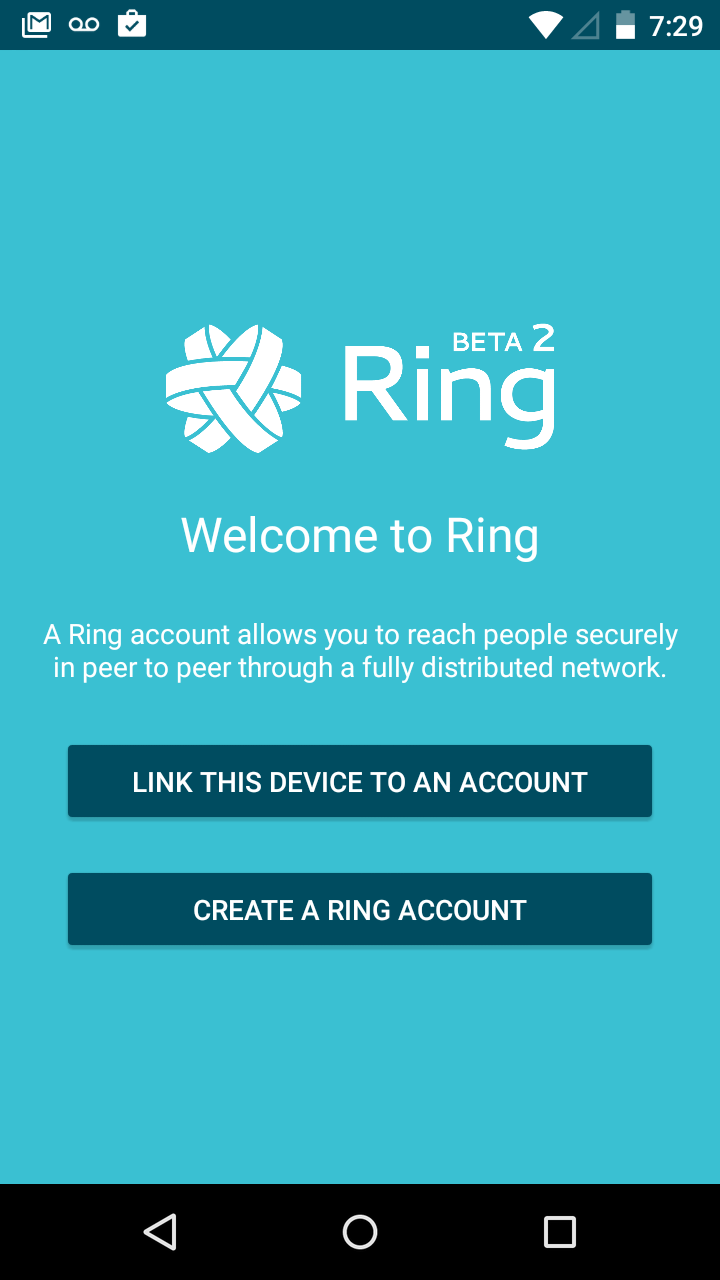 7:29
BETA 2
Ring
Welcome to Ring
A Ring account allows you to reach people securely
in peer to peer through a fully distributed network.
LINK THIS DEVICE TO AN ACCOUNT
CREATE A RING ACCOUNT